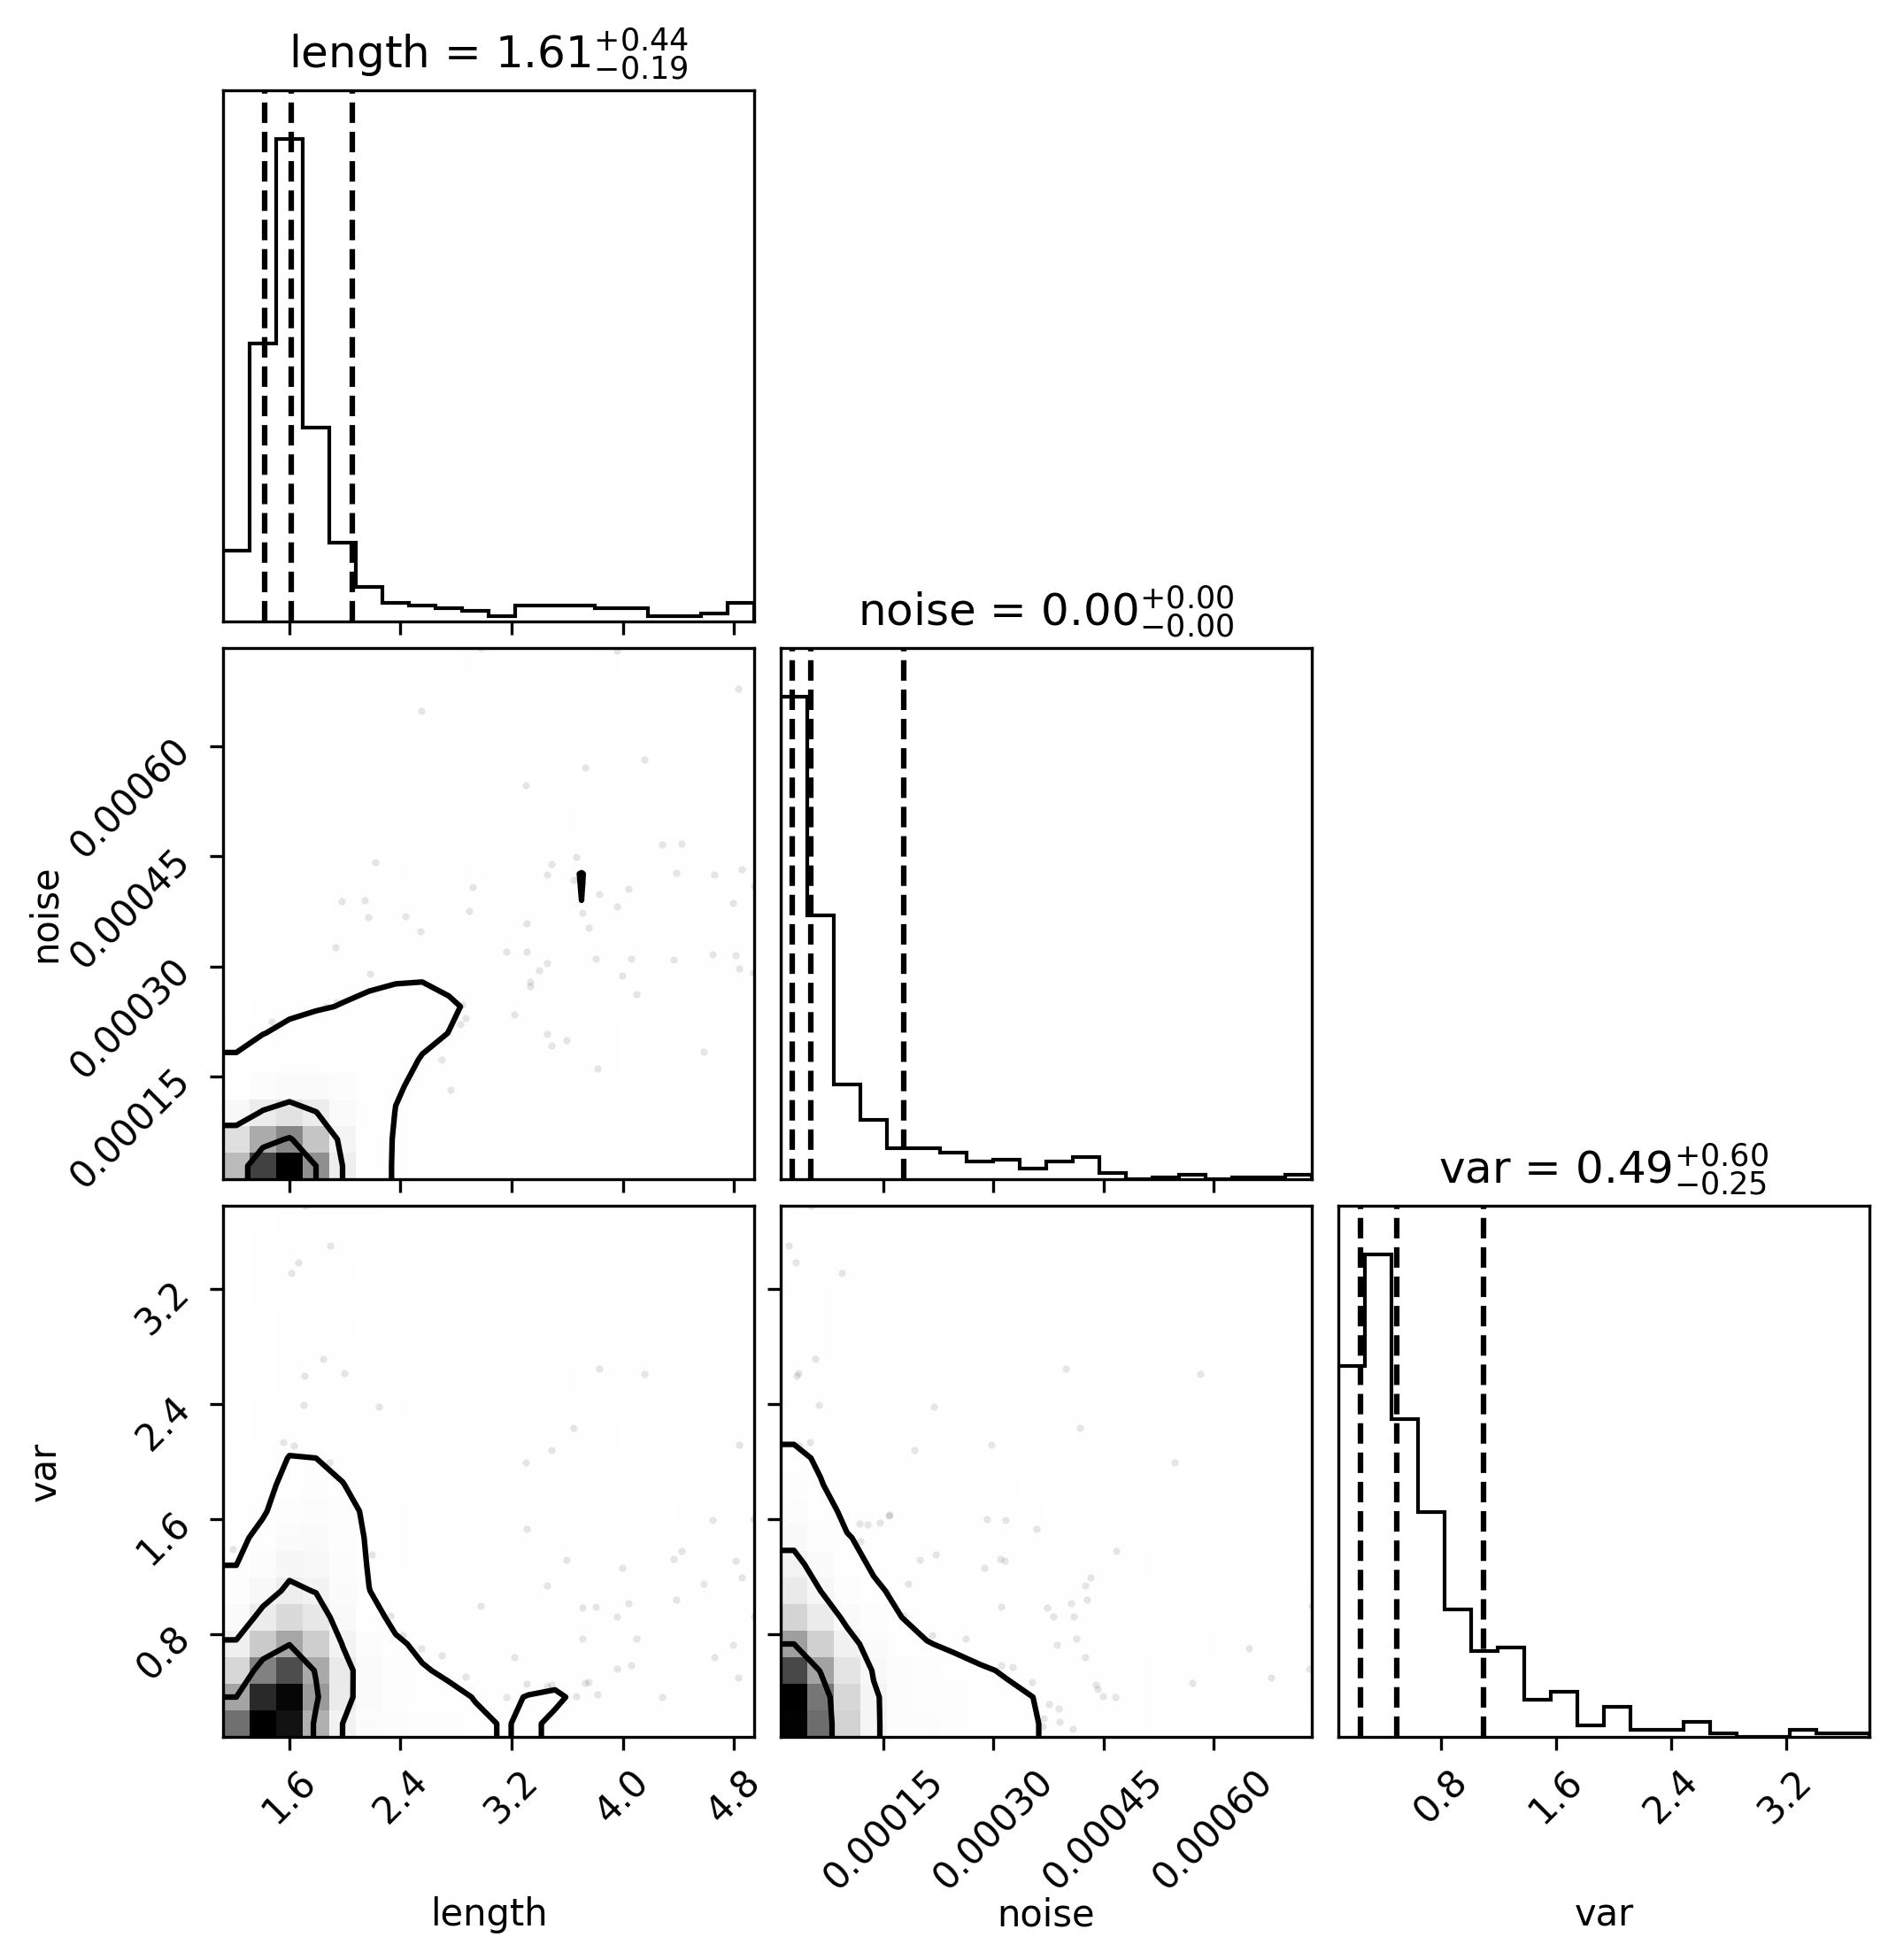 length = 1.61+0.44−0.19
noise = 0.00+0.00−0.00
noise
0.00060
0.00045
0.00030
0.00015
var = 0.49+0.60−0.25
var
3.2
2.4
1.6
0.8
1.6 2.4 3.2 4.0 4.8
0.00015 0.00030 0.00045 0.00060
0.8 1.6 2.4 3.2
length noise var